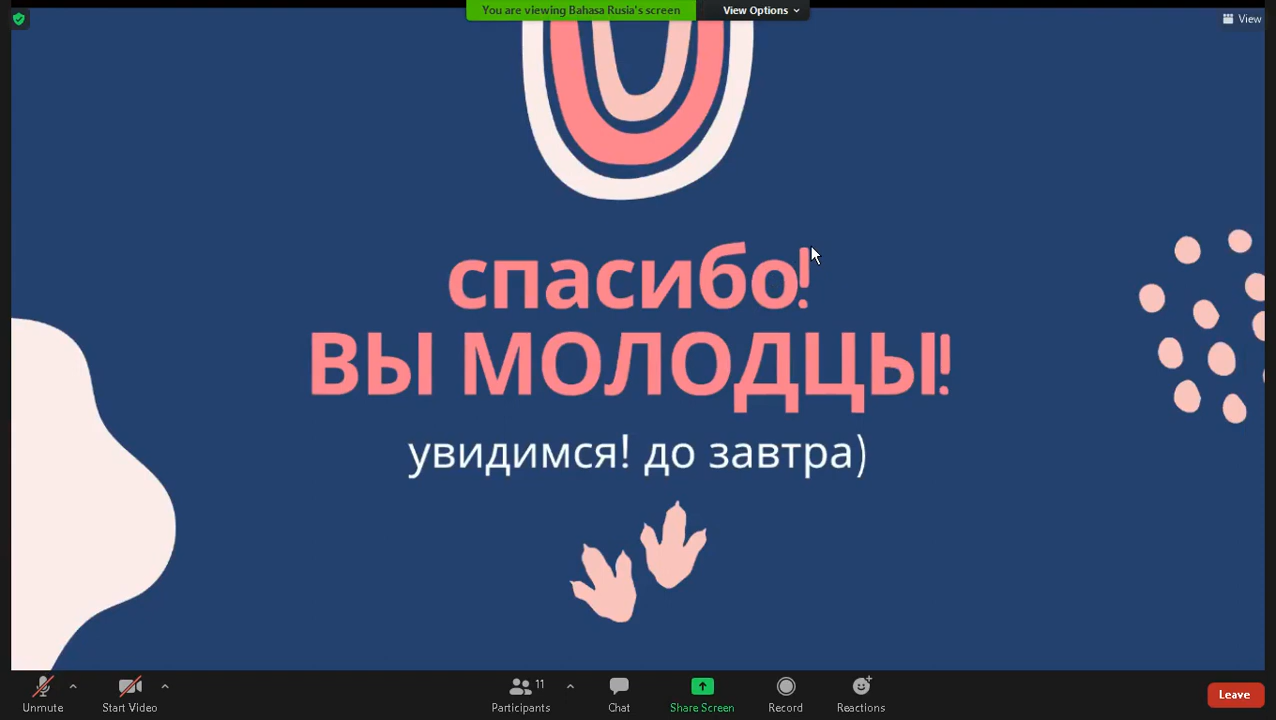 You are viewing Bahasa Rusia's screen
View Options
View
спасибо!
ВЫ МОЛОДЦЫ!
увидимся! до завтра)
Unmute
Start Video
11
Participants
Chat
Share Screen
Record
Reactions
Leave